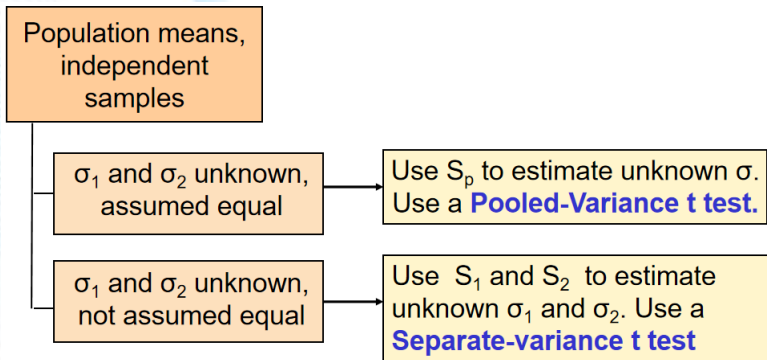 Population means,
independent
samples
σ₁ and σ₂ unknown,
assumed equal
Use Sₚ to estimate unknown σ.
Use a Pooled-Variance t test.
σ₁ and σ₂ unknown,
not assumed equal
Use S₁ and S₂ to estimate
unknown σ₁ and σ₂. Use a
Separate-variance t test